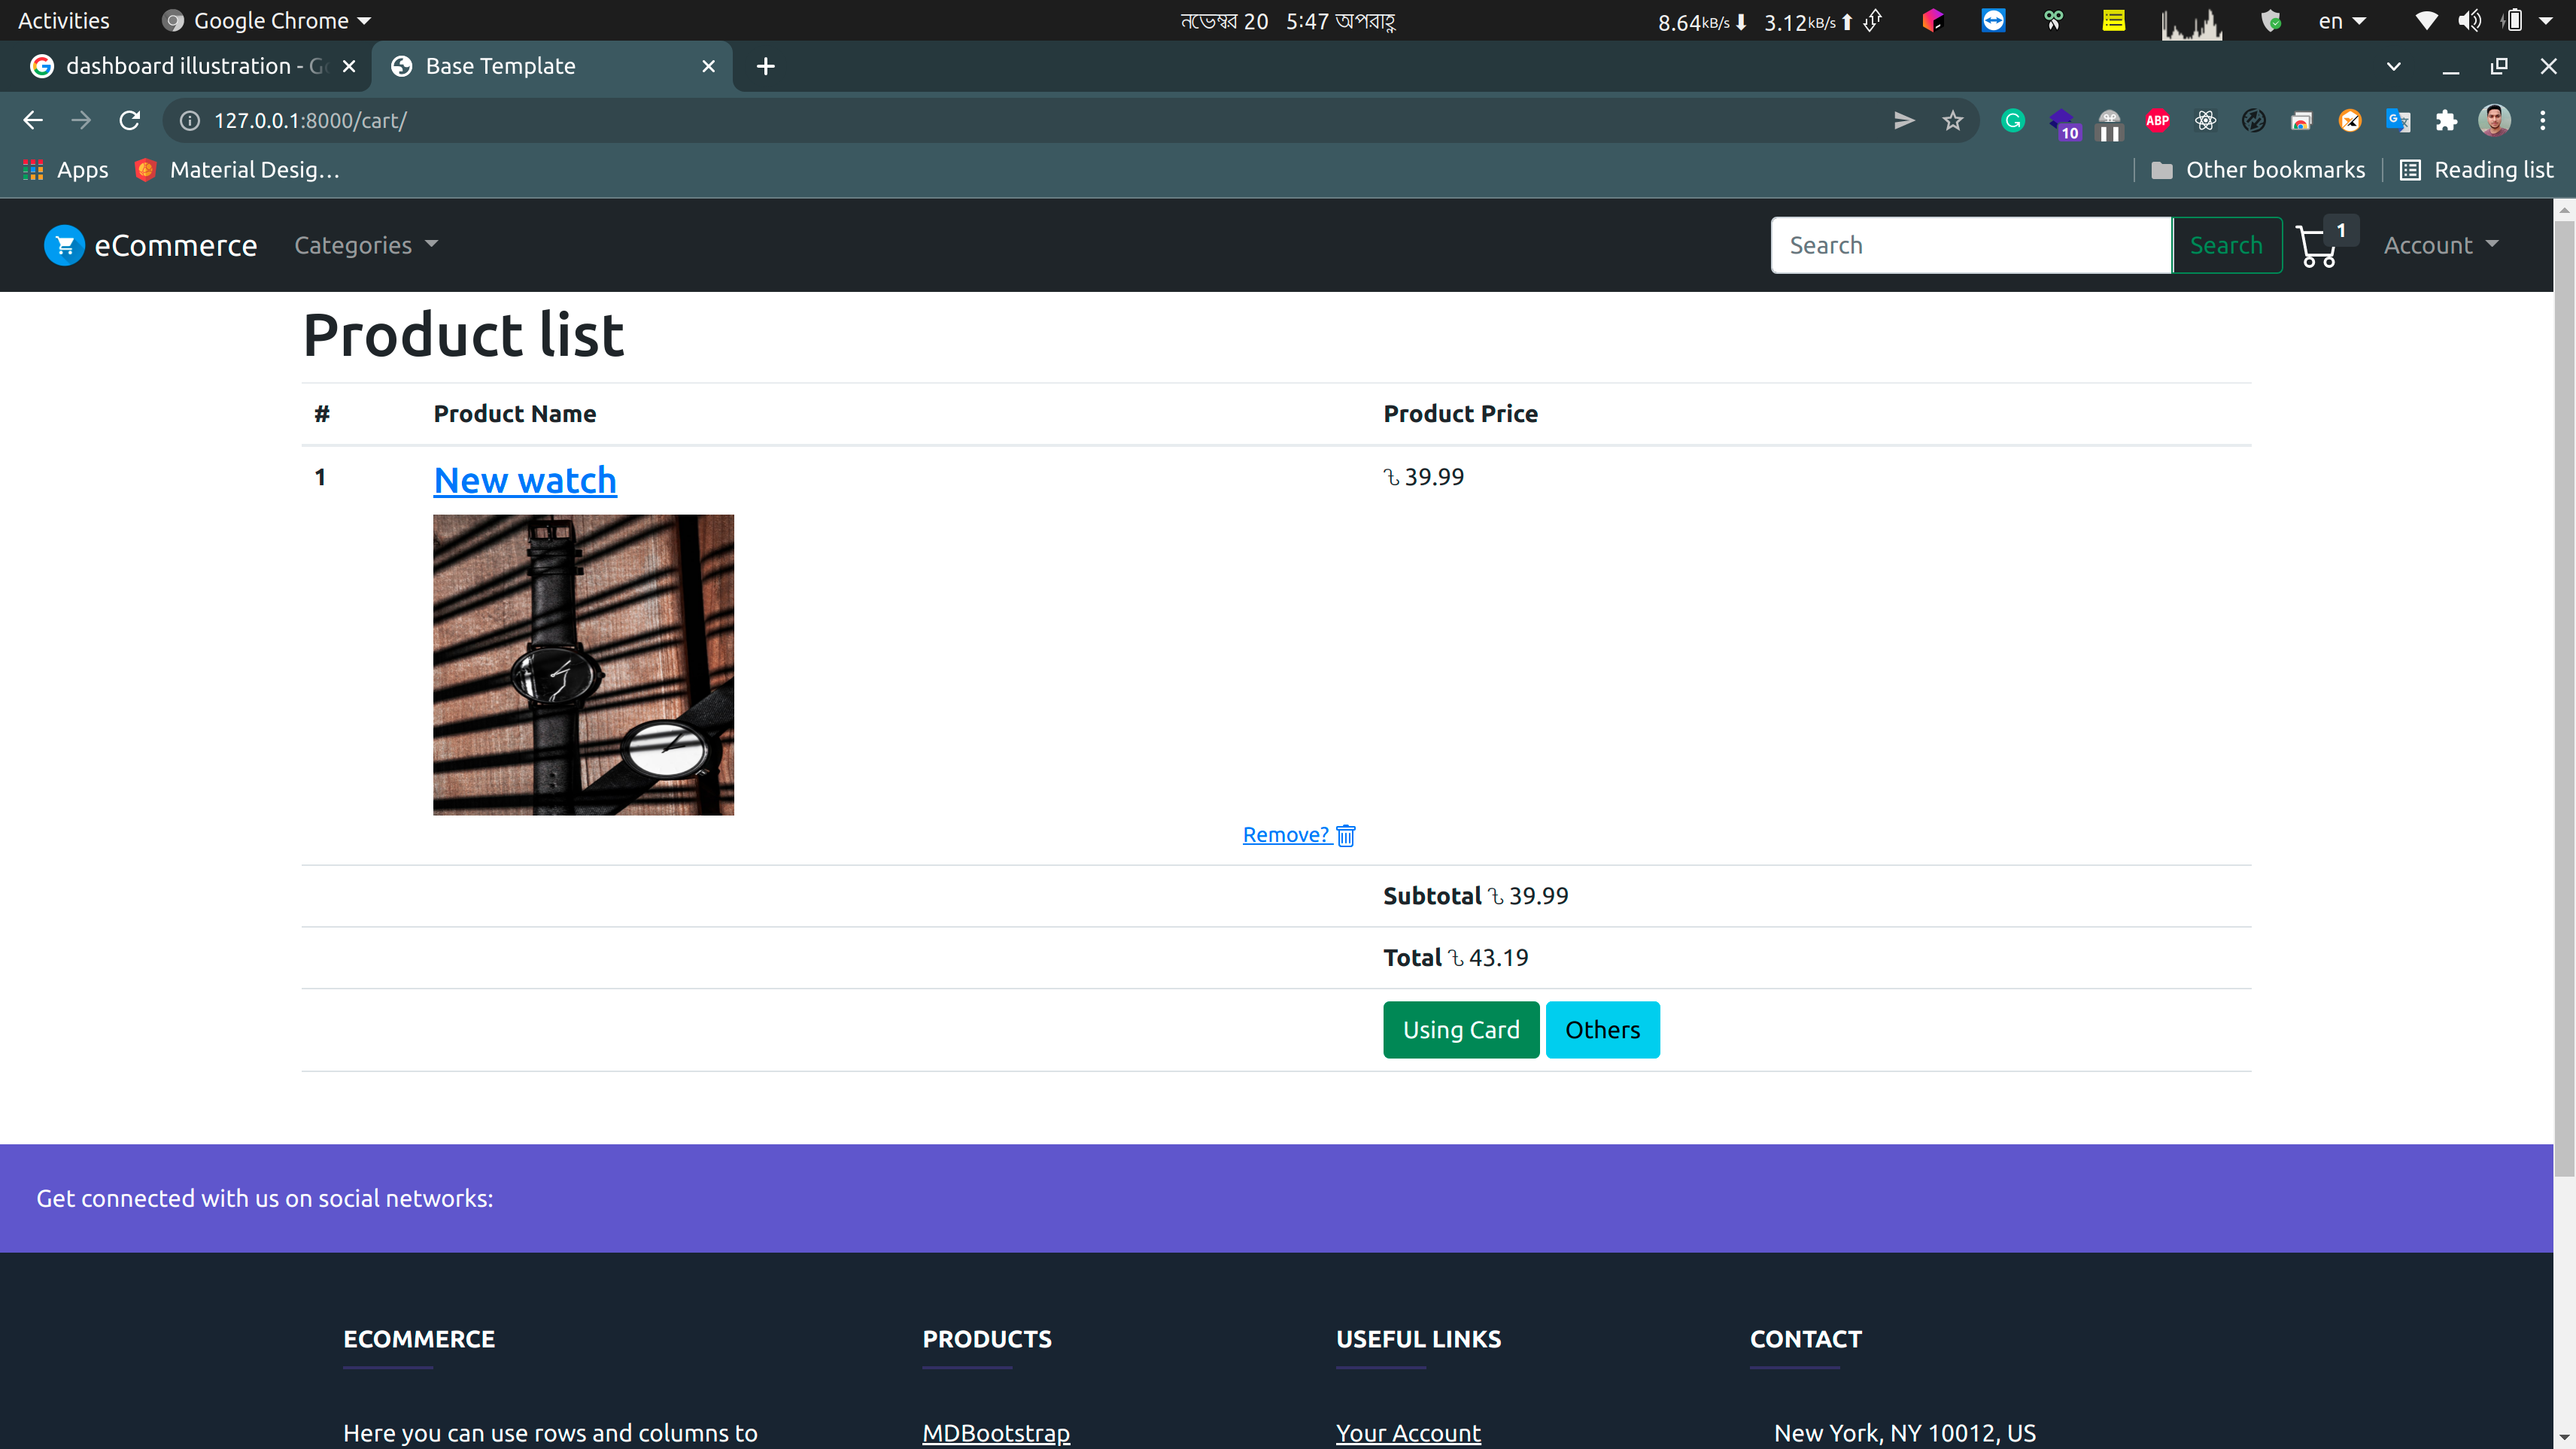 Activities Google Chrome নভেম্বর 20 5:47 অপরাহ্ণ 8.64kB/s 3.12kB/s en
dashboard illustration - Go Base Template
127.0.0.1:8000/cart/ 10 ABP
Apps Material Desig… Other bookmarks Reading list
eCommerce Categories Search Search 1 Account
Product list
# Product Name Product Price
1 New watch ৳ 39.99
Remove?
Subtotal ৳ 39.99
Total ৳ 43.19
Using Card Others
Get connected with us on social networks:
ECOMMERCE PRODUCTS USEFUL LINKS CONTACT
Here you can use rows and columns to MDBootstrap Your Account New York, NY 10012, US